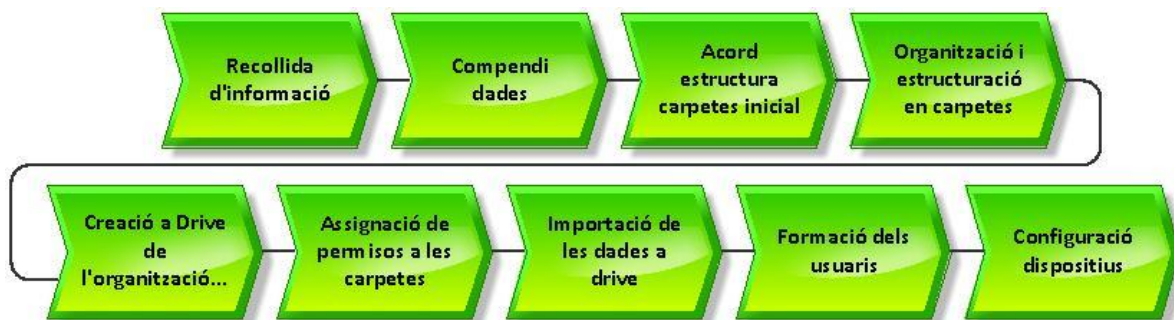 Recollida
d'informació
Compendi
dades
Acord
estructura
carpetes inicial
Organització i
estructuració
en carpetes
Creació a Drive
de
l'organització...
Assignació de
permisos a les
carpetes
Importació de
les dades a
drive
Formació dels
usuaris
Configuració
dispositius